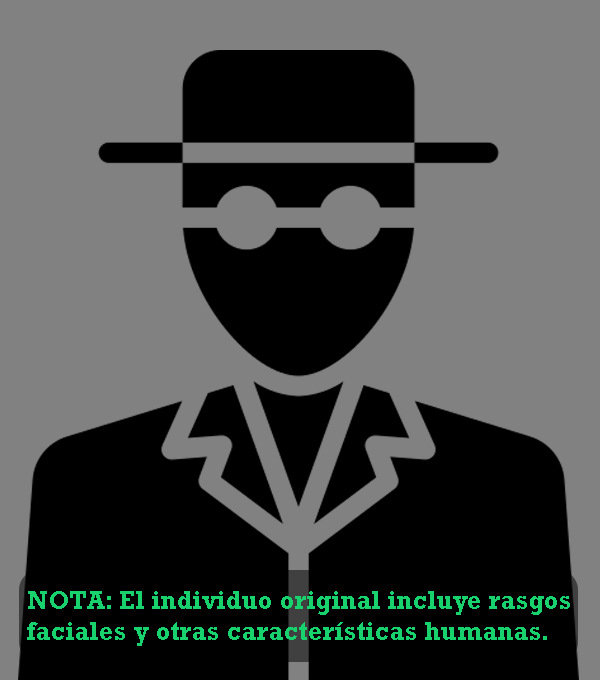 NOTA: El individuo original incluye rasgos
faciales y otras características humanas.